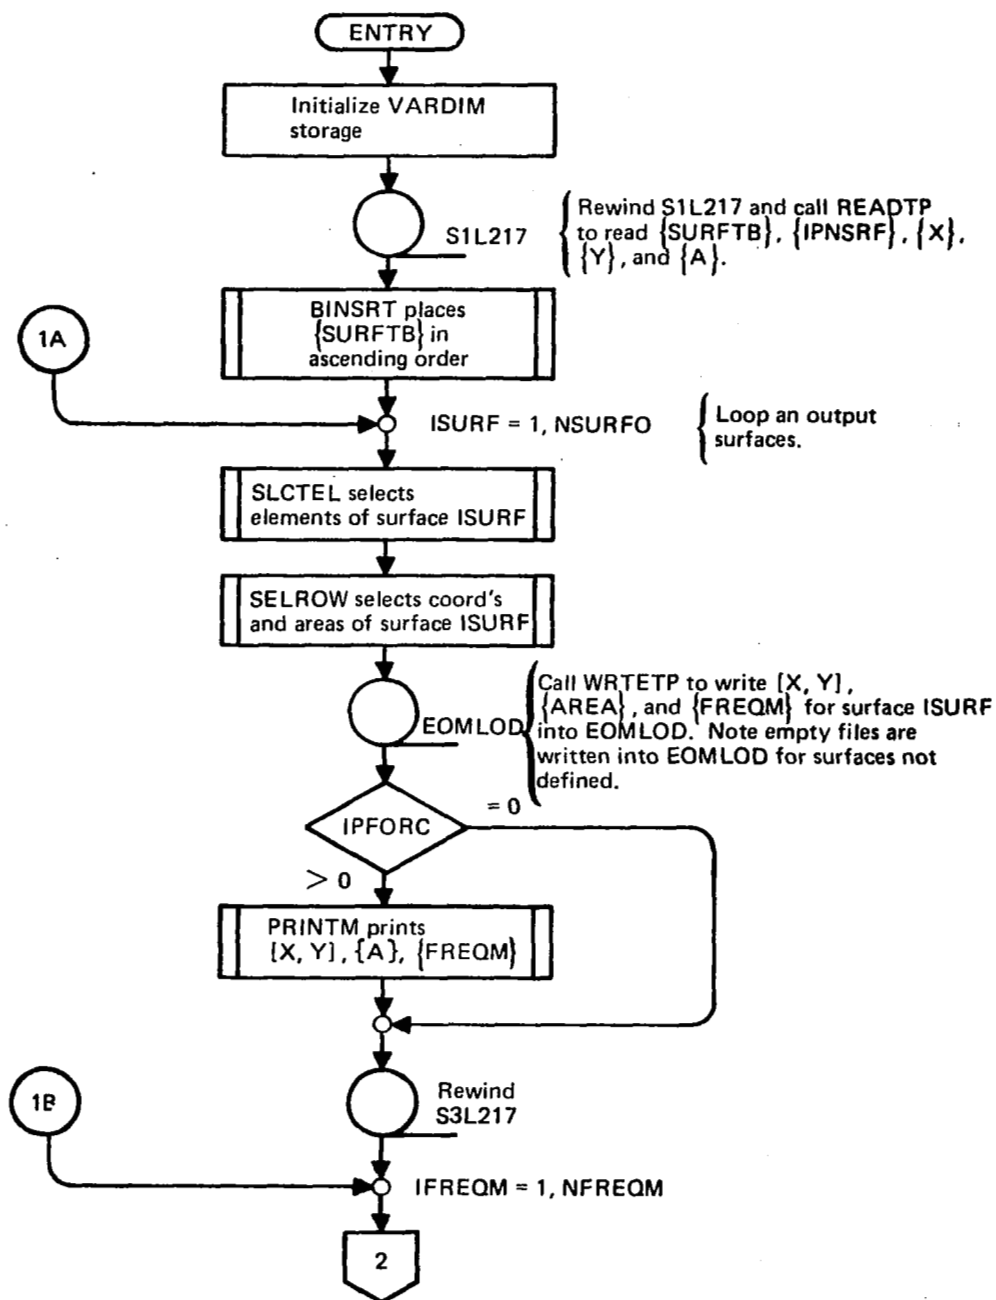 ENTRY
Initialize VARDIM
storage
S1L217
Rewind S1L217 and call READTP
to read {SURFTB}, {IPNSRF}, {X},
{Y}, and {A}.
BINSRT places
{SURFTB} in
ascending order
1A
ISURF = 1, NSURFO
Loop an output
surfaces.
SLCTEL selects
elements of surface ISURF
SELROW selects coord's
and areas of surface ISURF
EOMLOD
Call WRTETP to write [X, Y],
{AREA}, and {FREQM} for surface ISURF
into EOMLOD. Note empty files are
written into EOMLOD for surfaces not
defined.
IPFORC
= 0
> 0
PRINTM prints
[X, Y], {A}, {FREQM}
1B
Rewind
S3L217
IFREQM = 1, NFREQM
2